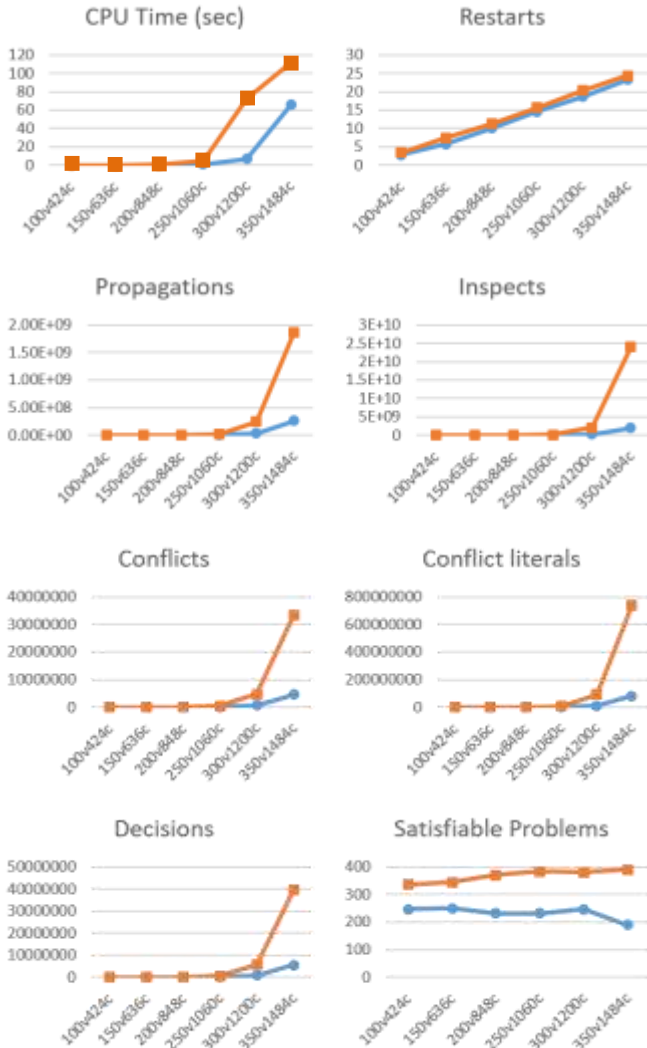 CPU Time (sec)
120
100
80
60
40
20
0
100v424c
150v636c
200v848c
250v1060c
300v1200c
350v1484c
Restarts
30
25
20
15
10
5
0
100v424c
150v636c
200v848c
250v1060c
300v1200c
350v1484c
Propagations
2.00E+09
1.50E+09
1.00E+09
5.00E+08
0.00E+00
100v424c
150v636c
200v848c
250v1060c
300v1200c
350v1484c
Inspects
3E+10
2.5E+10
2E+10
1.5E+10
1E+10
5E+09
0
100v424c
150v636c
200v848c
250v1060c
300v1200c
350v1484c
Conflicts
40000000
30000000
20000000
10000000
0
100v424c
150v636c
200v848c
250v1060c
300v1200c
350v1484c
Conflict literals
800000000
600000000
400000000
200000000
0
100v424c
150v636c
200v848c
250v1060c
300v1200c
350v1484c
Decisions
50000000
40000000
30000000
20000000
10000000
0
100v424c
150v636c
200v848c
250v1060c
300v1200c
350v1484c
Satisfiable Problems
400
300
200
100
0
100v424c
150v636c
200v848c
250v1060c
300v1200c
350v1484c